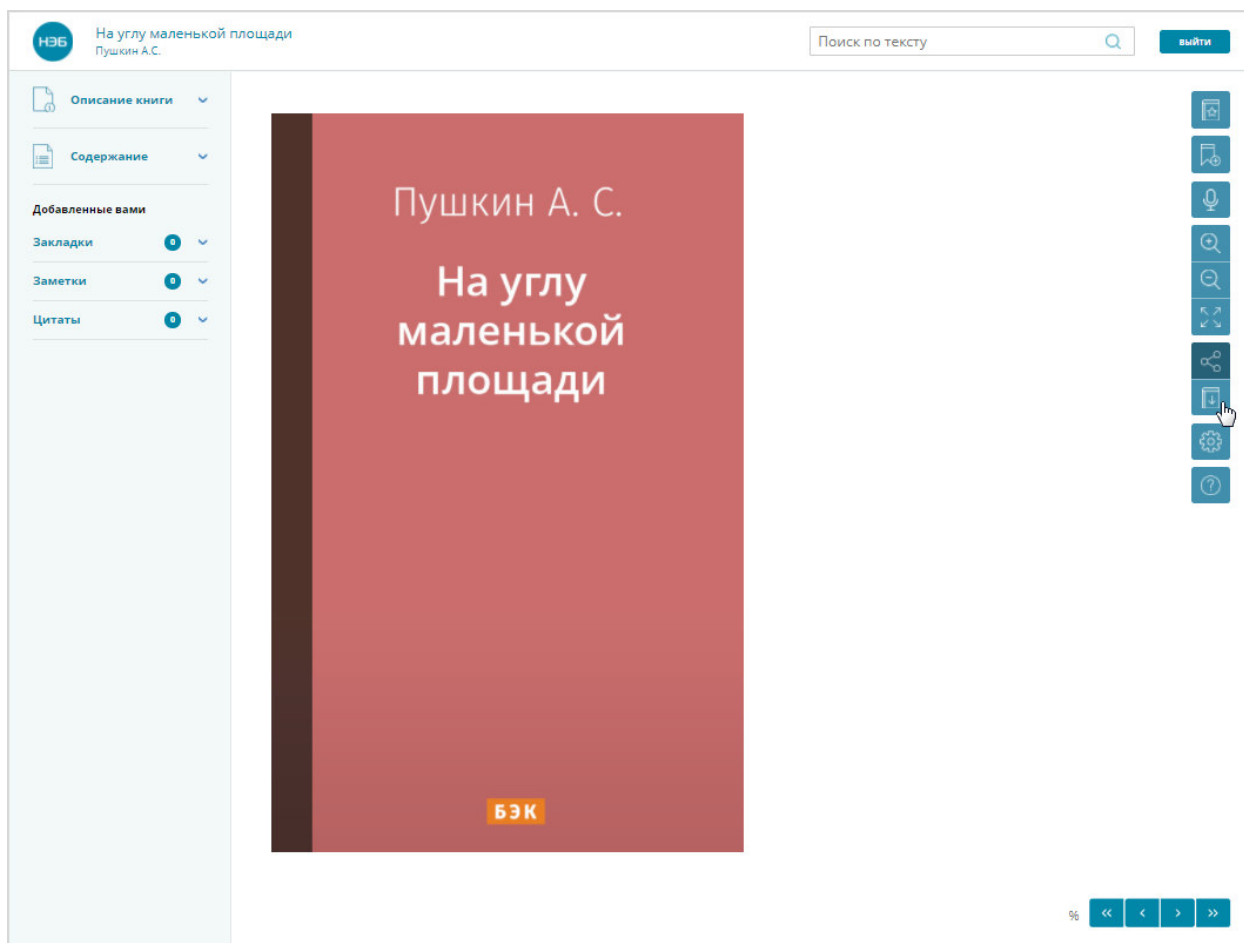 НЭБ
На углу маленькой площади
Пушкин А.С.
Поиск по тексту
выйти
Описание книги
Содержание
Добавленные вами
Закладки 0
Заметки 0
Цитаты 0
Пушкин А. С.
На углу
маленькой
площади
БЭК
%